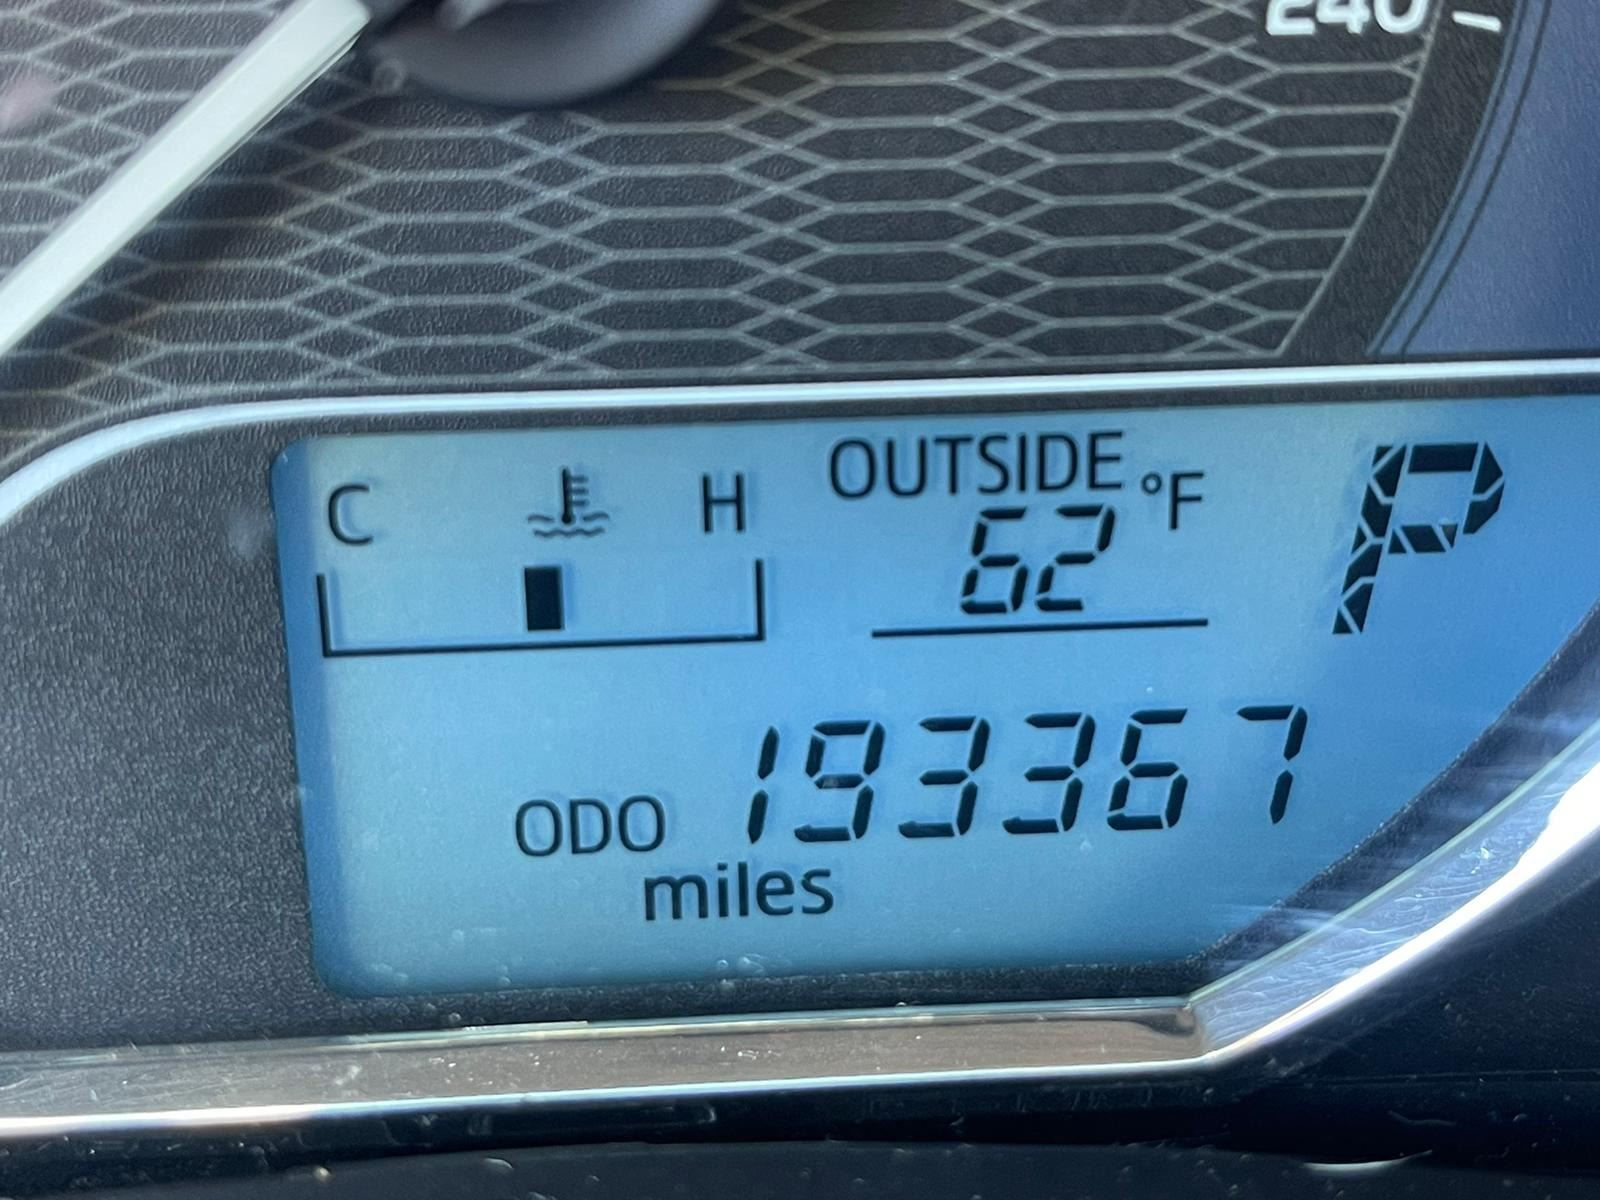 240
C H OUTSIDE °F P
62
ODO 193367
miles